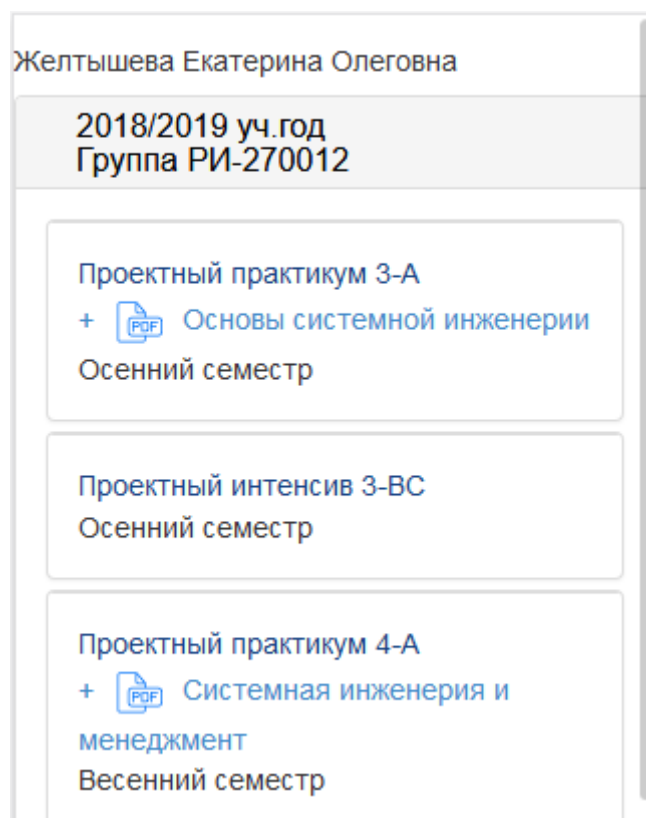 Желтышева Екатерина Олеговна
2018/2019 уч.год
Группа РИ-270012
Проектный практикум 3-А
+ PDF Основы системной инженерии
Осенний семестр
Проектный интенсив 3-ВС
Осенний семестр
Проектный практикум 4-А
+ PDF Системная инженерия и
менеджмент
Весенний семестр